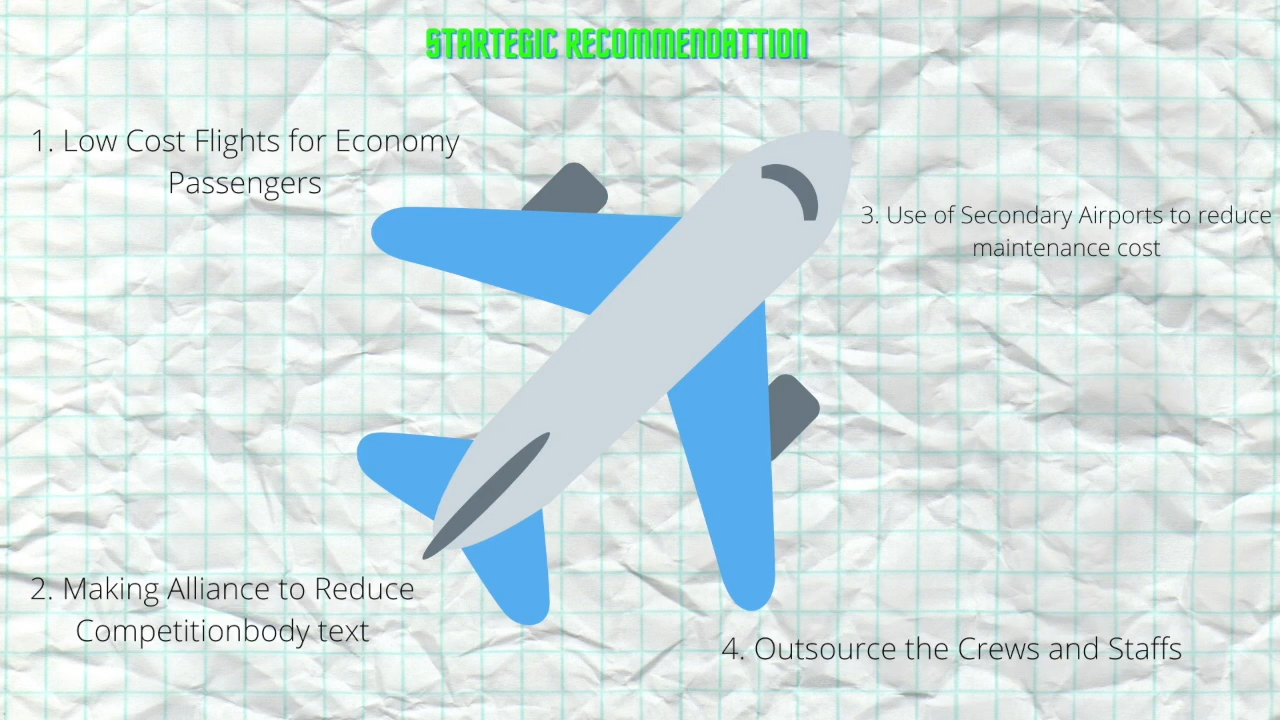 STARTEGIC RECOMMENDATTION
1. Low Cost Flights for Economy
Passengers
3. Use of Secondary Airports to reduce
maintenance cost
2. Making Alliance to Reduce
Competitionbody text
4. Outsource the Crews and Staffs